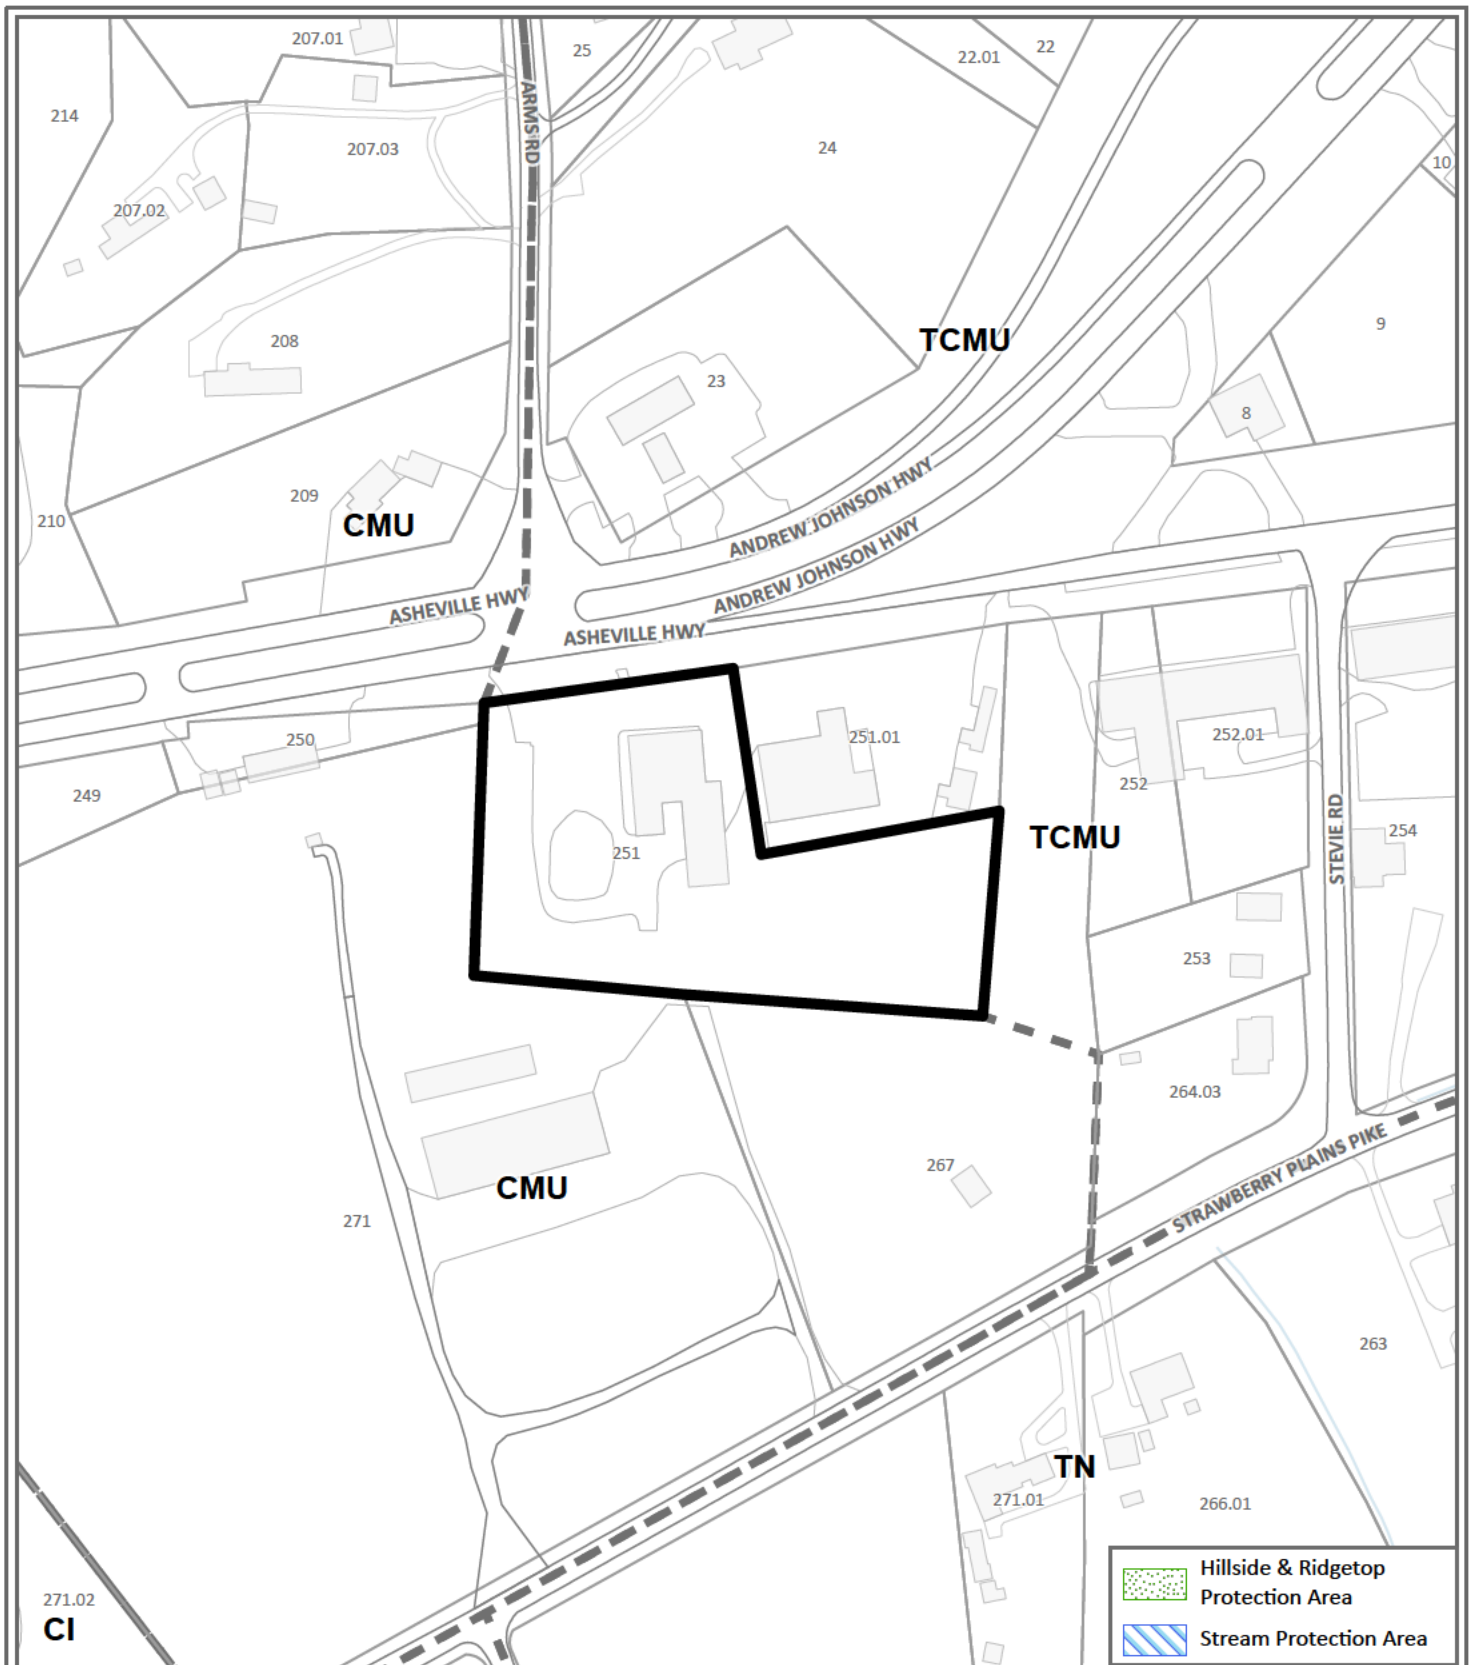 207.01
25
22.01
22
214
ARMS RD
207.03
24
10
207.02
9
208
TCMU
23
8
209
210
CMU
ANDREW JOHNSON HWY
ANDREW JOHNSON HWY
ASHEVILLE HWY
ASHEVILLE HWY
250
251.01
252.01
249
252
251
TCMU
STEVIE RD
254
253
264.03
267
STRAWBERRY PLAINS PIKE
CMU
271
263
TN
271.01
266.01
271.02
CI
Hillside & Ridgetop
Protection Area
Stream Protection Area